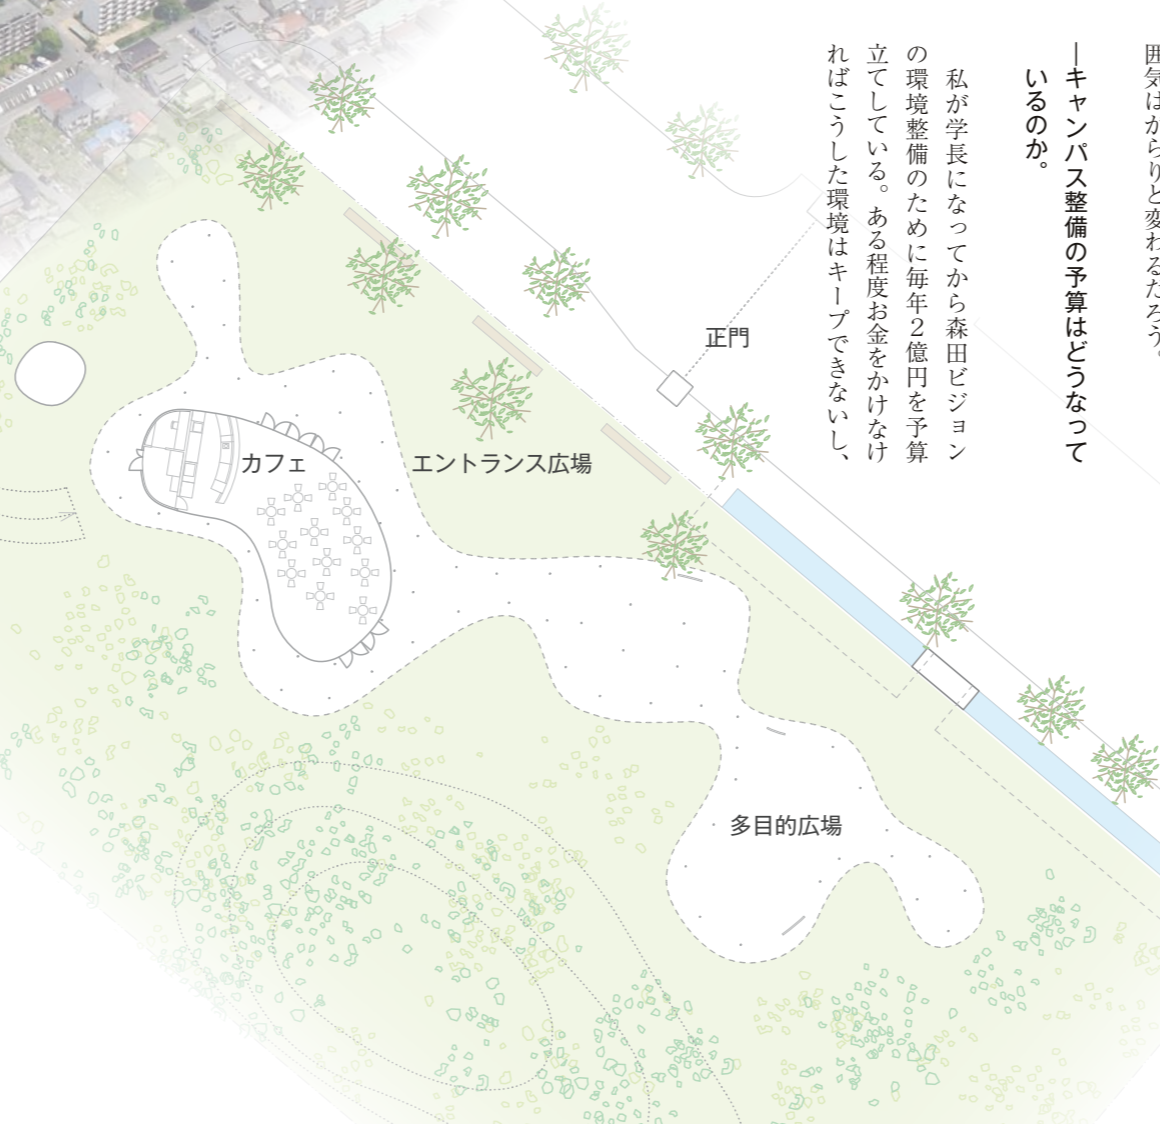 囲気はがらりと変わるだろう。
―キャンパス整備の予算はどうなって
いるのか。
私が学長になってから森田ビジョン
の環境整備のために毎年２億円を予算
立てしている。ある程度お金をかけなけ
ればこうした環境はキープできないし、
正門
カフェ
エントランス広場
多目的広場